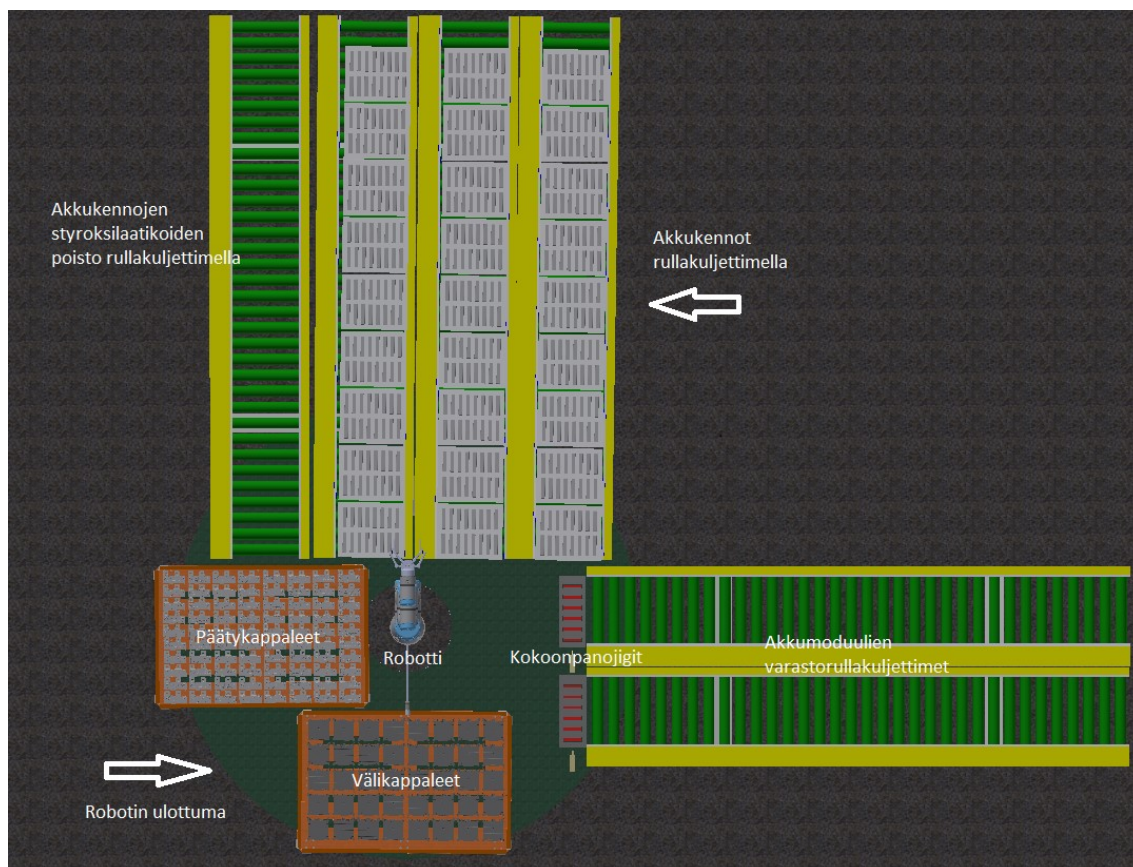 Akkukennojen
styroksilaatikoiden
poisto rullakuljettimella
Akkukennot
rullakuljettimella
Päätykappaleet
Robotti
Kokoonpanojigit
Akkumoduulien
varastorullakuljettimet
Välikappaleet
Robotin ulottuma